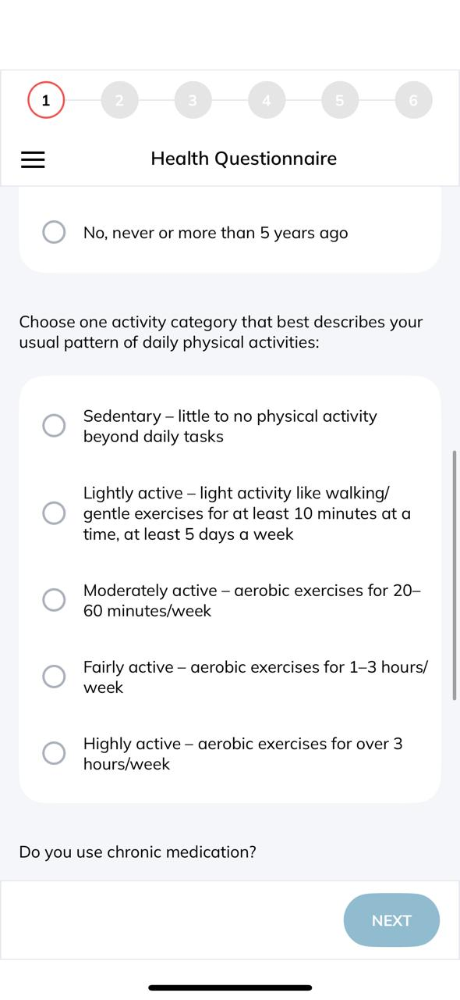 1 2 3 4 5 6
Health Questionnaire
No, never or more than 5 years ago
Choose one activity category that best describes your
usual pattern of daily physical activities:
Sedentary – little to no physical activity
beyond daily tasks
Lightly active – light activity like walking/
gentle exercises for at least 10 minutes at a
time, at least 5 days a week
Moderately active – aerobic exercises for 20–
60 minutes/week
Fairly active – aerobic exercises for 1–3 hours/
week
Highly active – aerobic exercises for over 3
hours/week
Do you use chronic medication?
NEXT